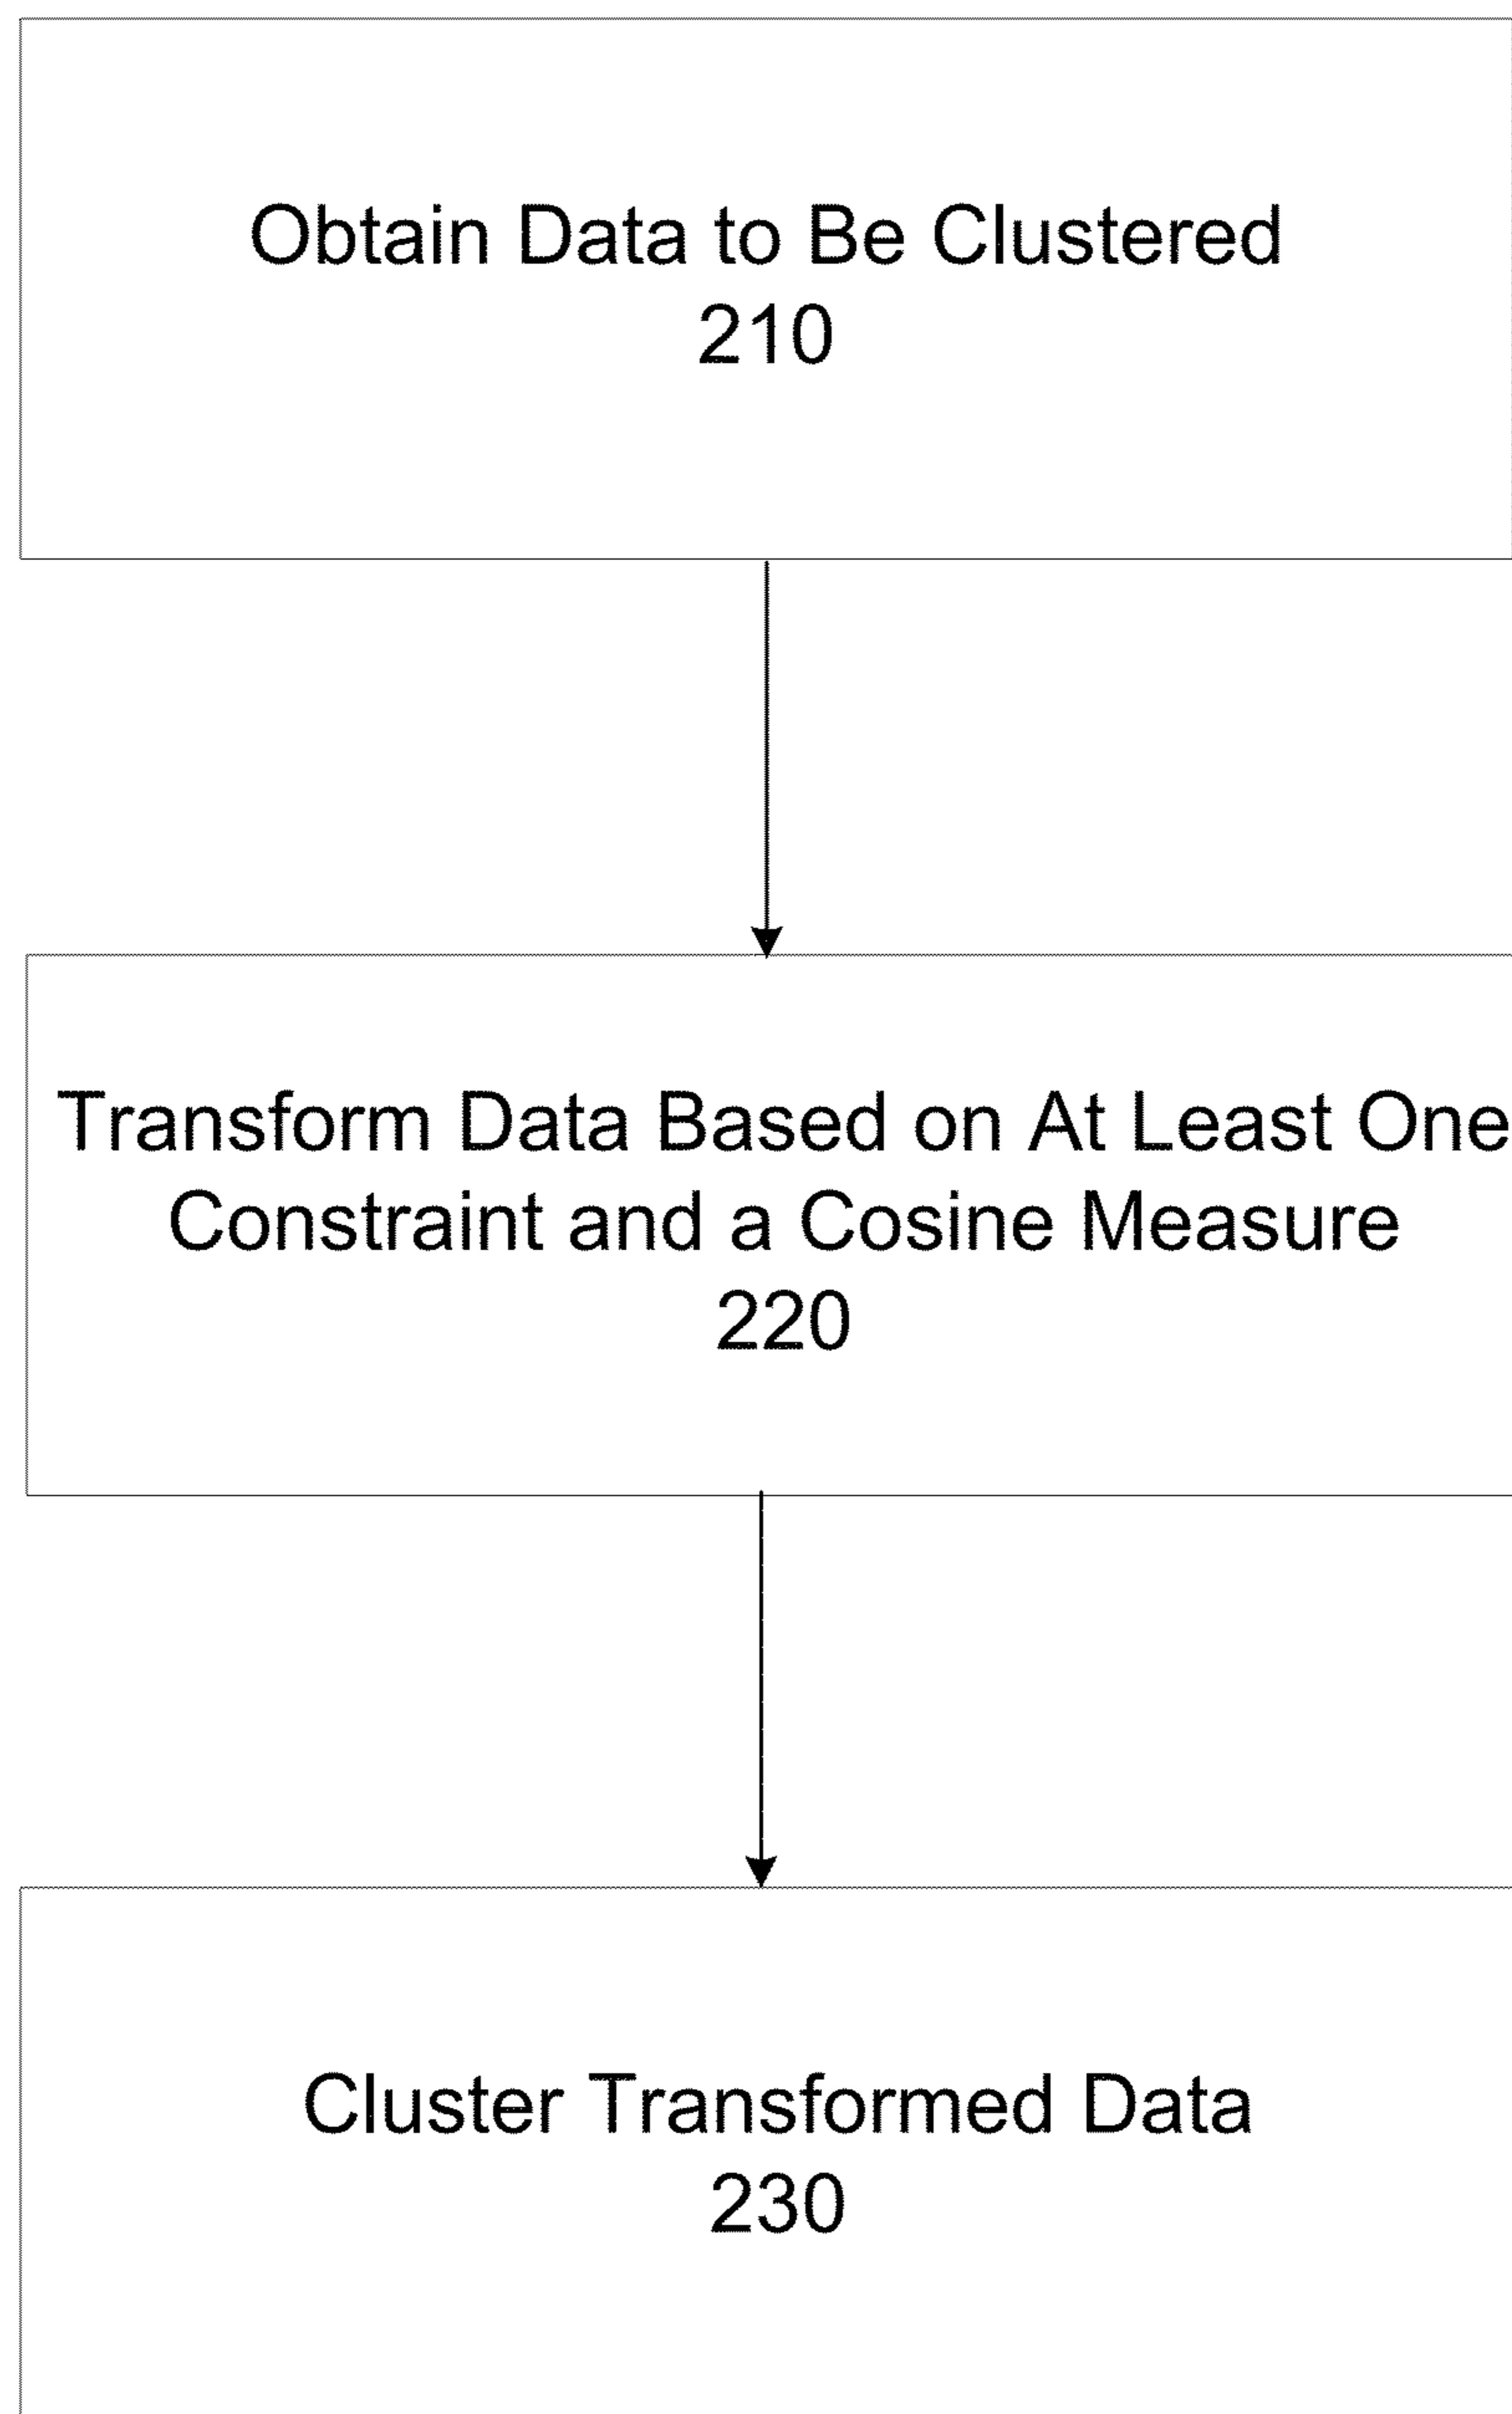 Obtain Data to Be Clustered
210
Transform Data Based on At Least One
Constraint and a Cosine Measure
220
Cluster Transformed Data
230